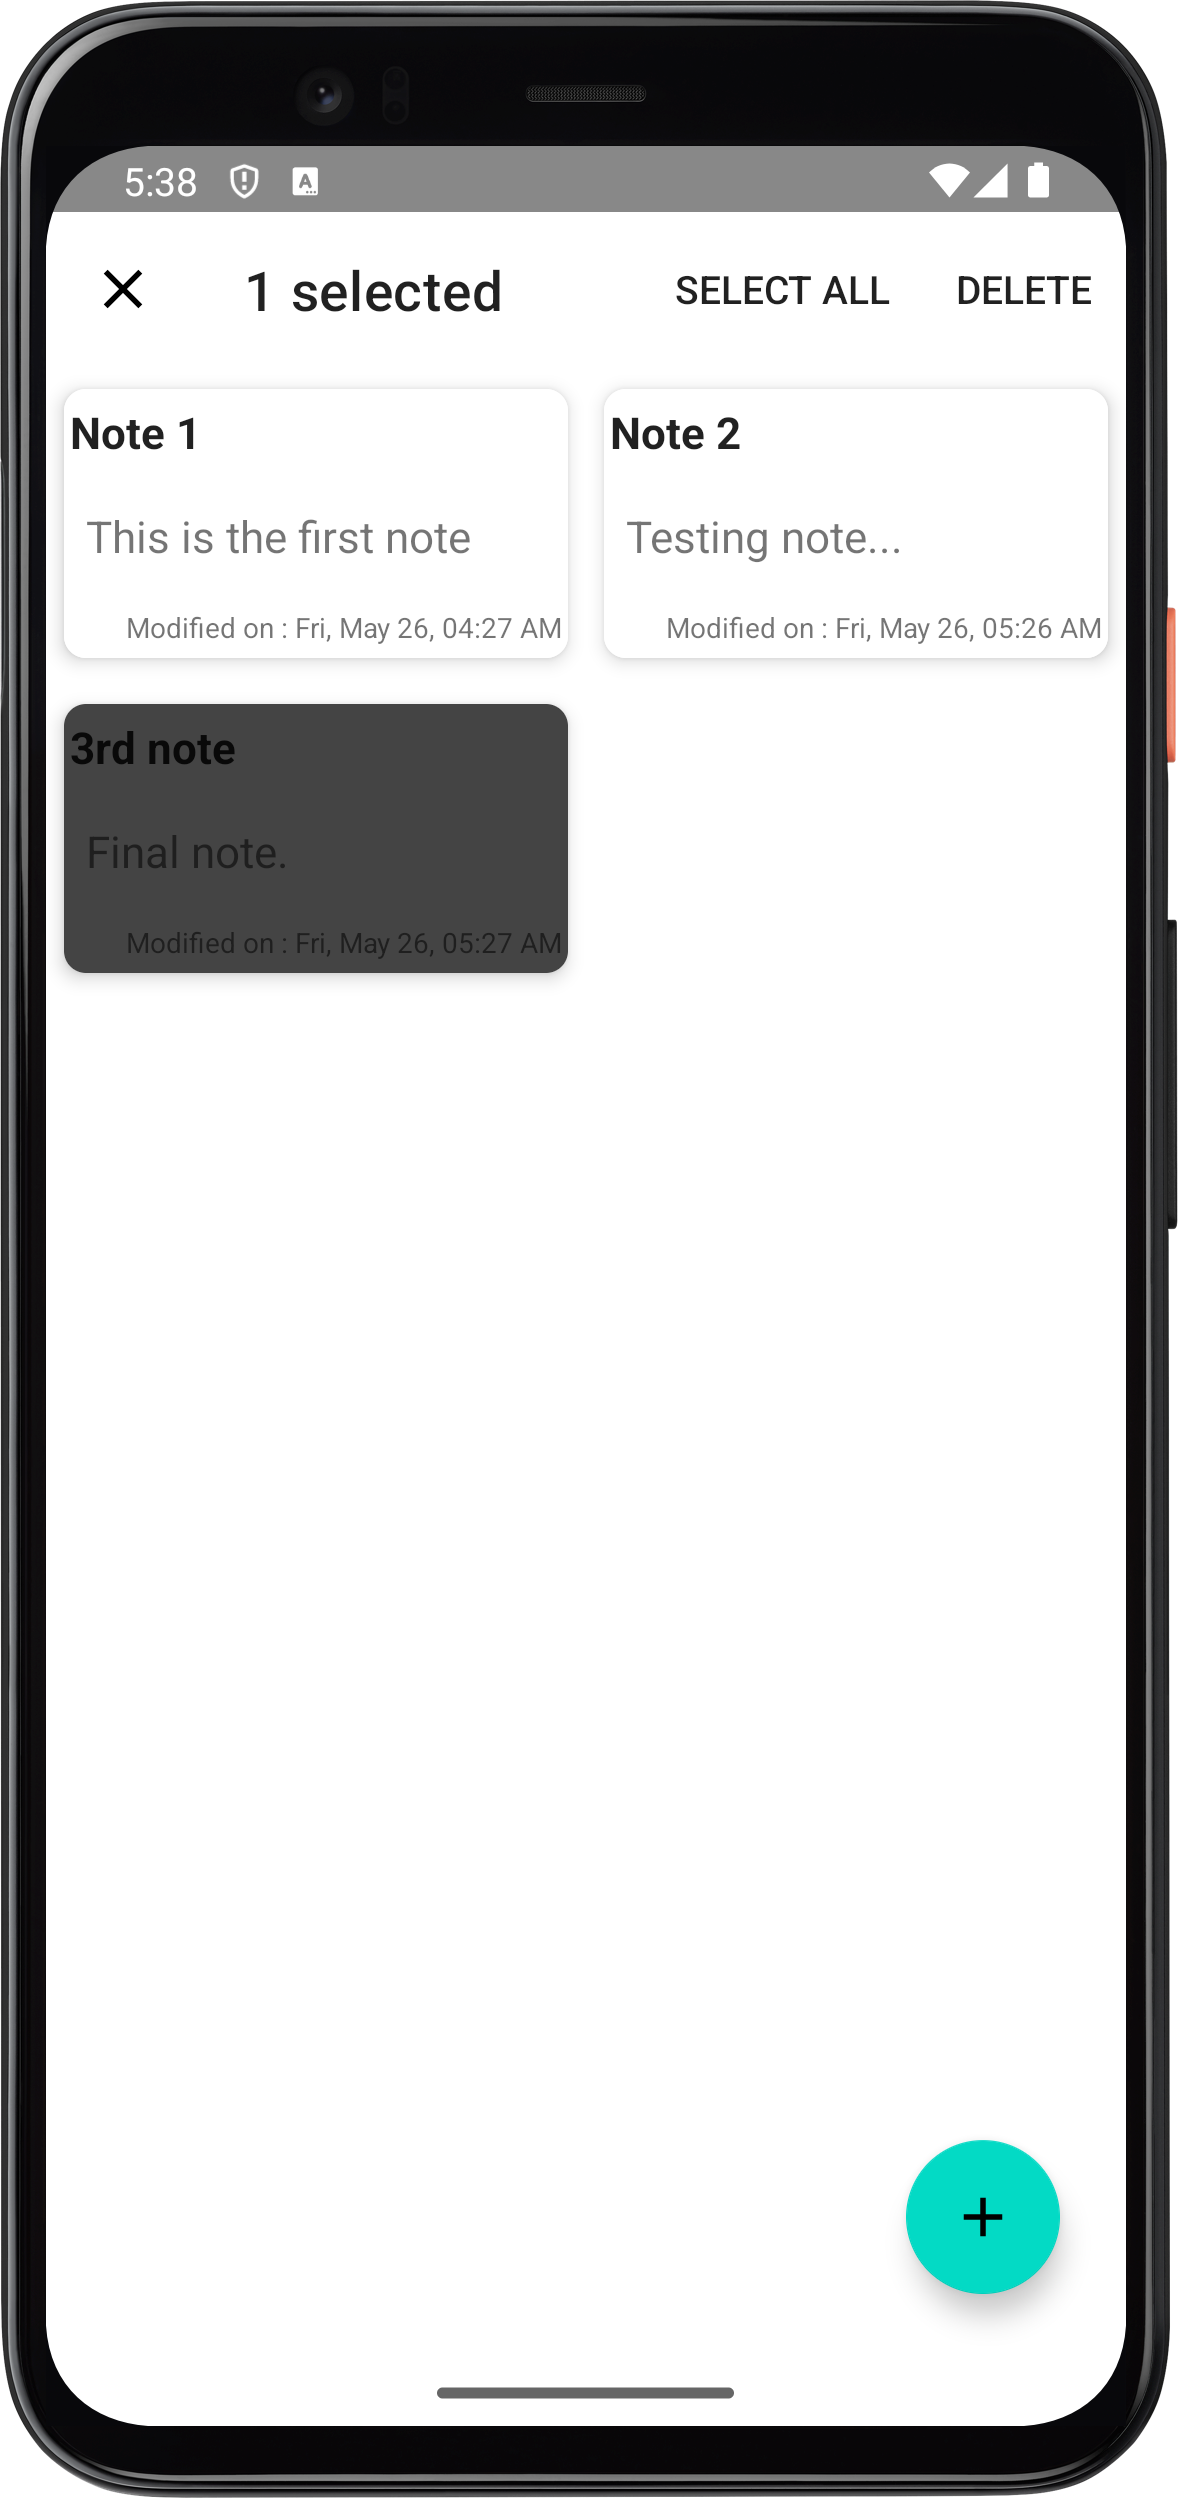 5:38
1 selected SELECT ALL DELETE
Note 1
This is the first note
Modified on : Fri, May 26, 04:27 AM
Note 2
Testing note...
Modified on : Fri, May 26, 05:26 AM
3rd note
Final note.
Modified on : Fri, May 26, 05:27 AM